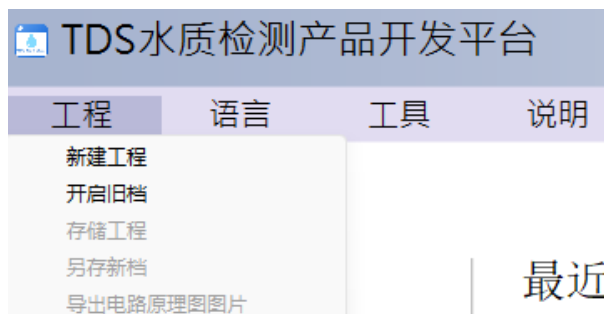 TDS水质检测产品开发平台
工程 语言 工具 说明
新建工程
开启旧档
存储工程
另存新档
导出电路原理图图片
最近